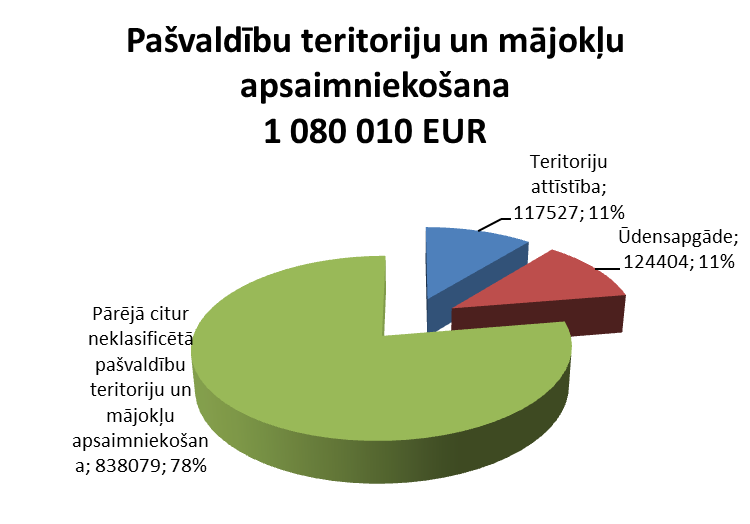 Pašvaldību teritoriju un mājokļu
apsaimniekošana
1 080 010 EUR
Teritoriju
attīstība;
117527; 11%
Ūdensapgāde;
124404; 11%
Pārējā citur
neklasificētā
pašvaldību
teritoriju un
mājokļu
apsaimniekošan
a; 838079; 78%